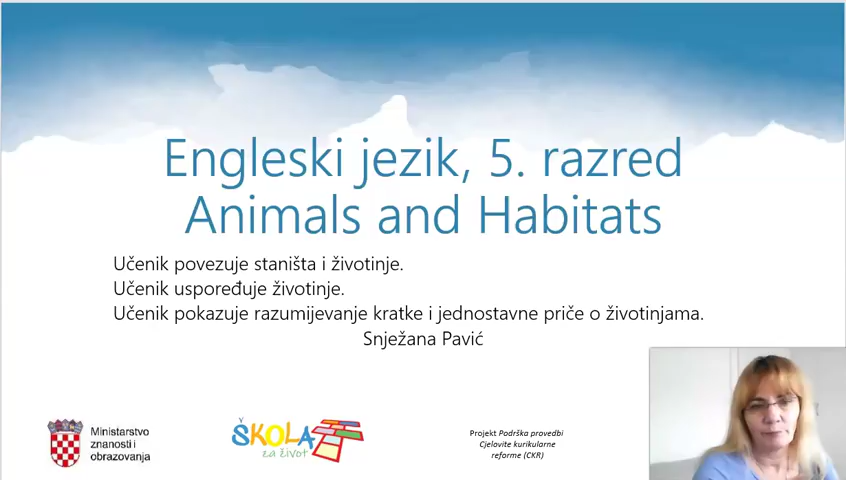 Engleski jezik, 5. razred
Animals and Habitats
Učenik povezuje staništa i životinje.
Učenik uspoređuje životinje.
Učenik pokazuje razumijevanje kratke i jednostavne priče o životinjama.
Snježana Pavić
Ministarstvo
znanosti i
obrazovanja
ŠKOLA
za život
Projekt Podrška provedbi
Cjelovite kurikularne
reforme (CKR)